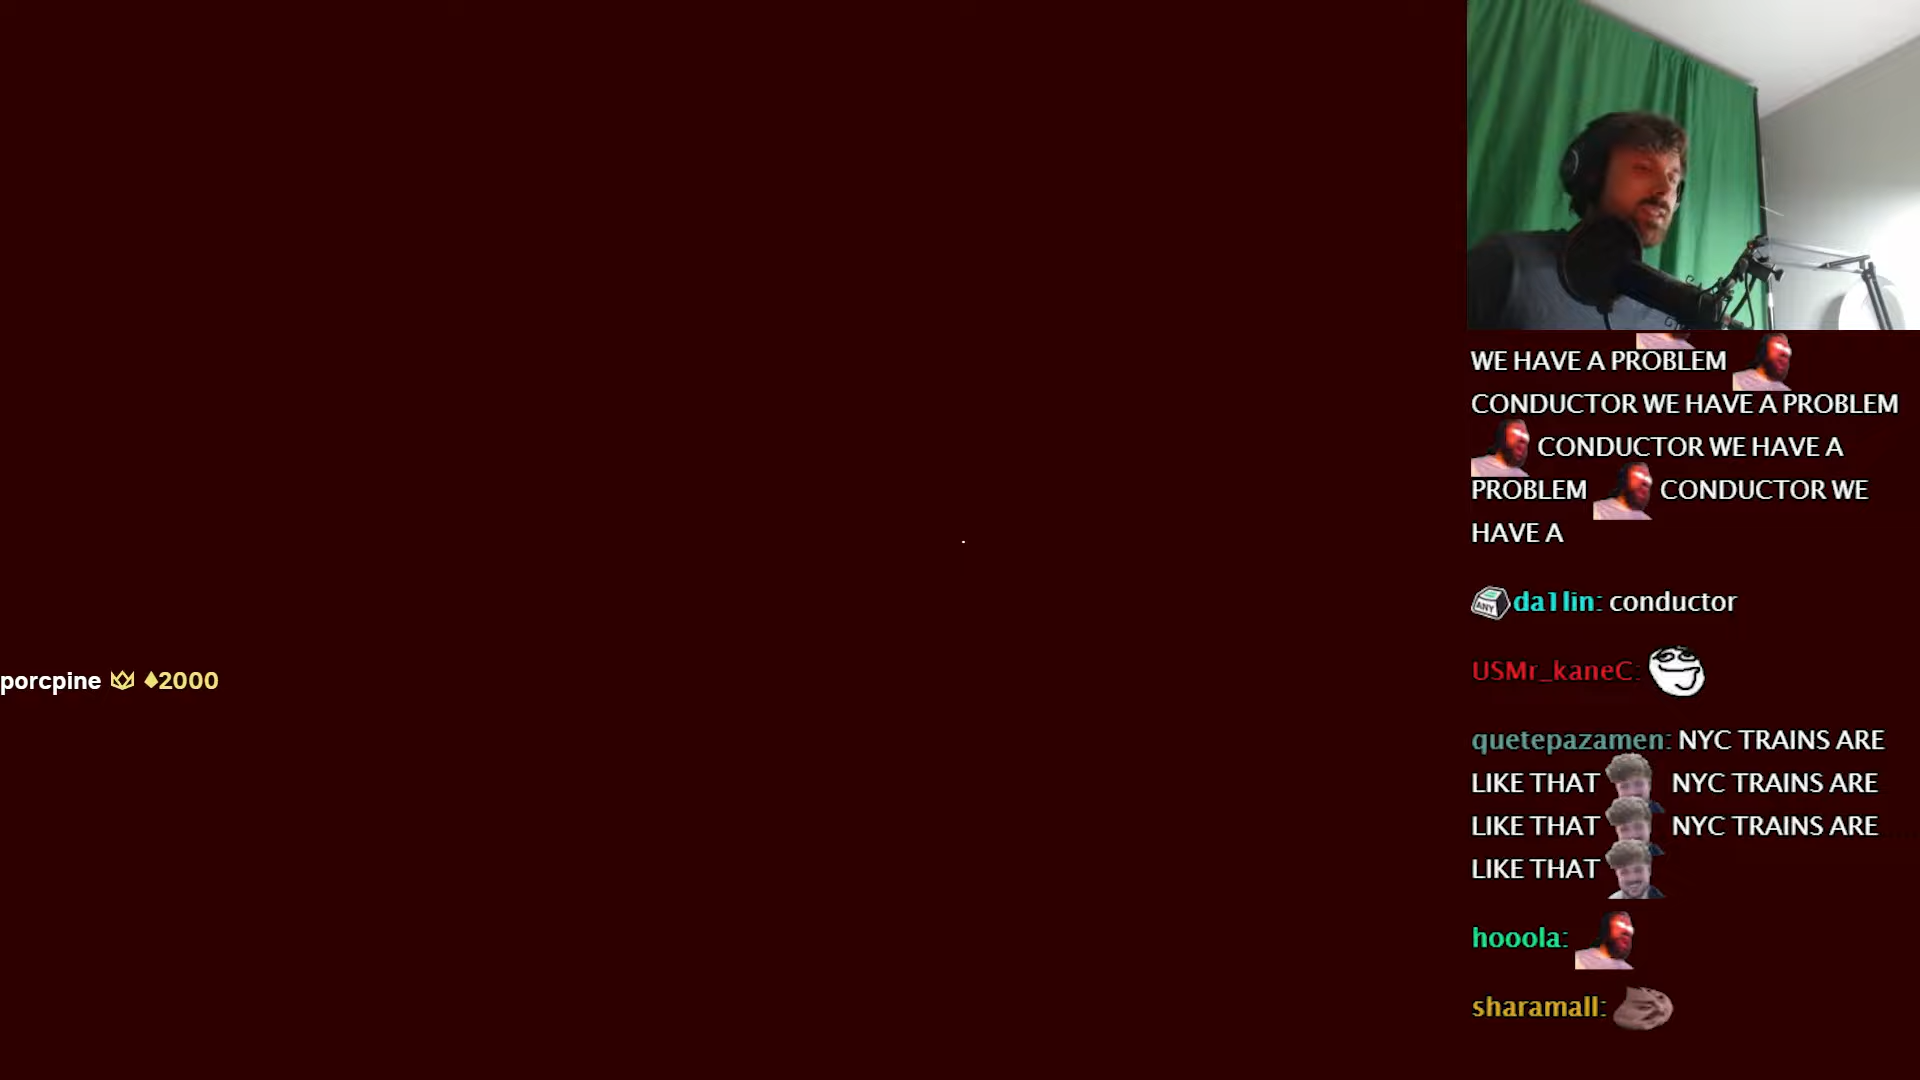 WE HAVE A PROBLEM
CONDUCTOR WE HAVE A PROBLEM
CONDUCTOR WE HAVE A
PROBLEM CONDUCTOR WE
HAVE A
ANY da1lin: conductor
USMr_kaneC:
porcpine 2000
quetepazamen: NYC TRAINS ARE
LIKE THAT NYC TRAINS ARE
LIKE THAT NYC TRAINS ARE
LIKE THAT
hooola:
sharamall: